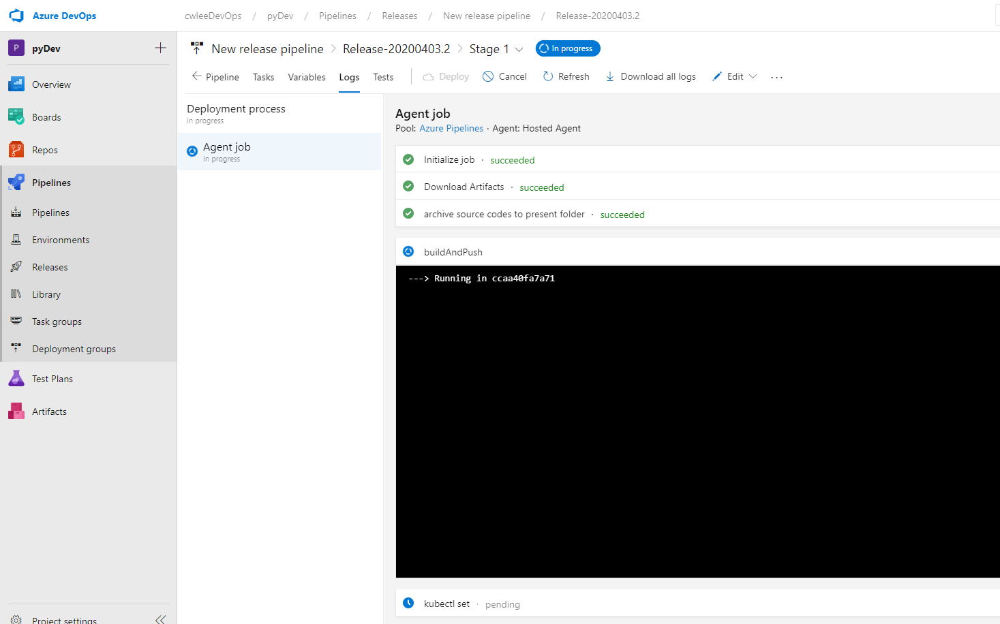 Azure DevOps
cwleeDevOps / pyDev / Pipelines / Releases / New release pipeline / Release-20200403.2
P pyDev
New release pipeline > Release-20200403.2 > Stage 1 In progress
Pipeline Tasks Variables Logs Tests Deploy Cancel Refresh Download all logs Edit ...
Overview
Boards
Repos
Pipelines
Pipelines
Environments
Releases
Library
Task groups
Deployment groups
Test Plans
Artifacts
Project settings
Deployment process
In progress
Agent job
In progress
Agent job
Pool: Azure Pipelines · Agent: Hosted Agent
Initialize job · succeeded
Download Artifacts · succeeded
archive source codes to present folder · succeeded
buildAndPush
---> Running in ccaa40fa7a71
kubectl set · pending